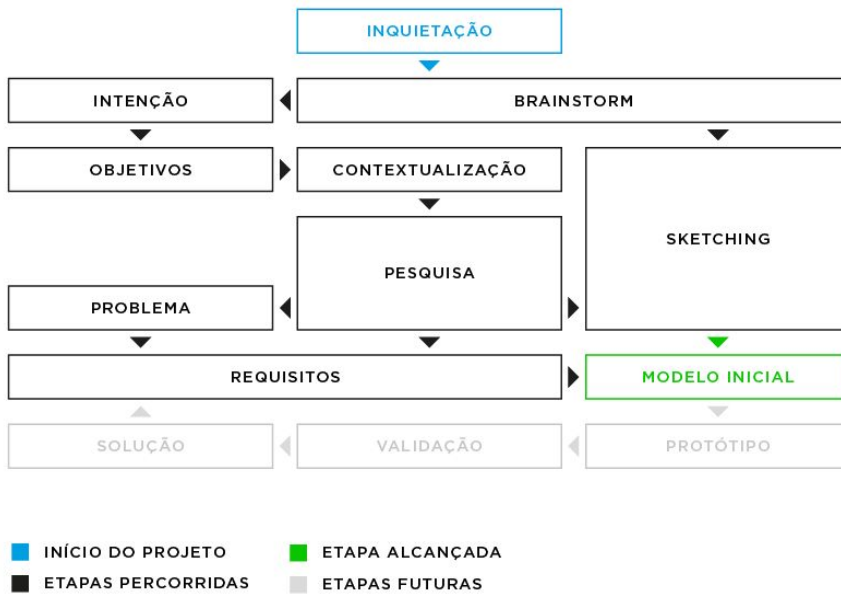 INQUIETAÇÃO
INTENÇÃO
BRAINSTORM
OBJETIVOS
CONTEXTUALIZAÇÃO
SKETCHING
PESQUISA
PROBLEMA
REQUISITOS
MODELO INICIAL
SOLUÇÃO
VALIDAÇÃO
PROTÓTIPO
INÍCIO DO PROJETO
ETAPA ALCANÇADA
ETAPAS PERCORRIDAS
ETAPAS FUTURAS